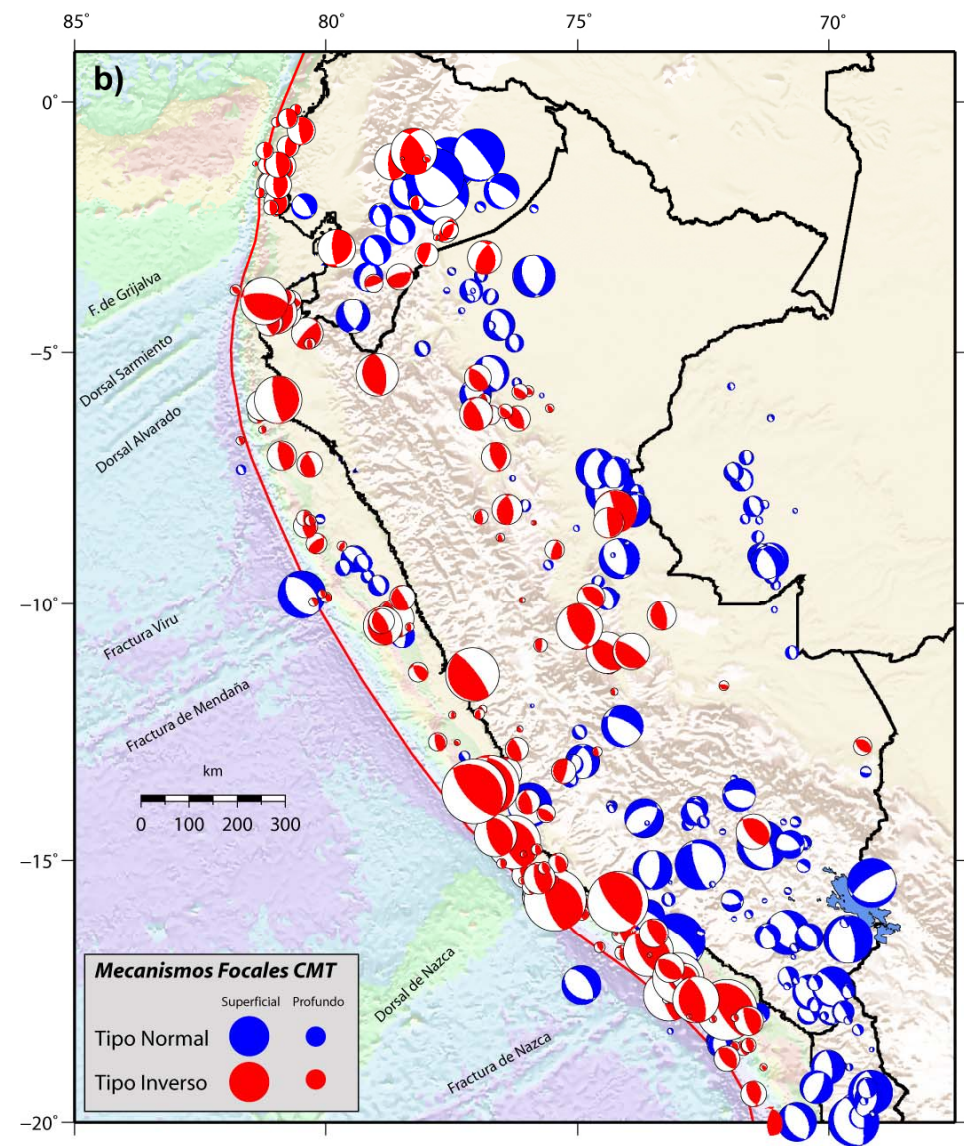 85° 80° 75° 70°
b)
0°
F. de Grijalva
−5°
Dorsal Sarmiento
Dorsal Alvarado
−10°
Fractura Viru
Fractura de Mendaña
km
0 100 200 300
−15°
Dorsal de Nazca
Fractura de Nazca
Mecanismos Focales CMT
Superficial Profundo
Tipo Normal
Tipo Inverso
−20°